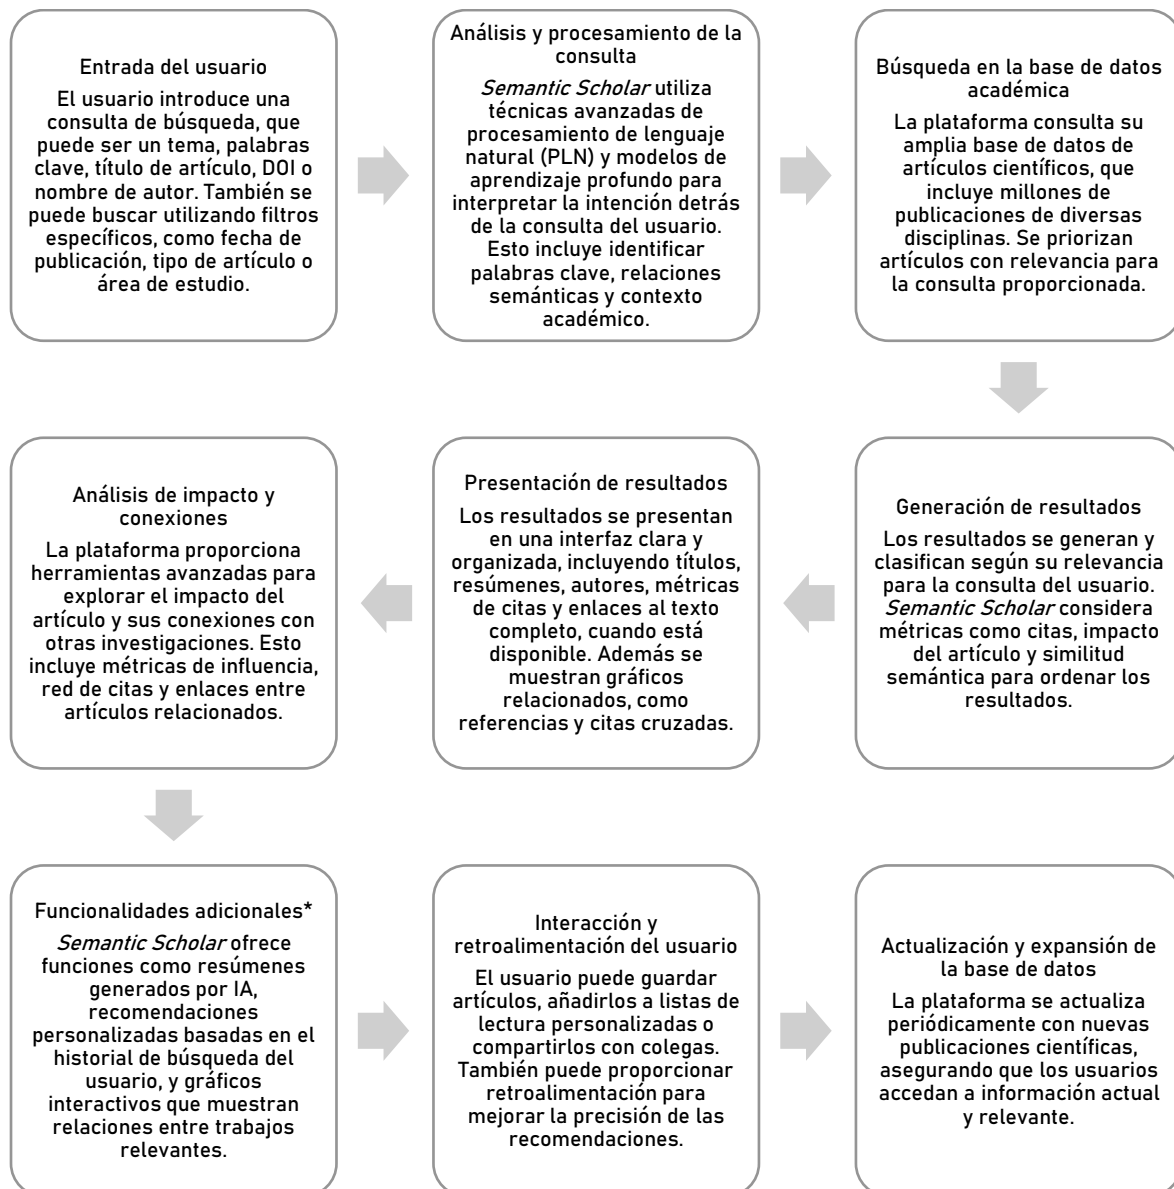 Entrada del usuario
El usuario introduce una
consulta de búsqueda, que
puede ser un tema, palabras
clave, título de artículo, DOI o
nombre de autor. También se
puede buscar utilizando filtros
específicos, como fecha de
publicación, tipo de artículo o
área de estudio.
Análisis y procesamiento de la
consulta
Semantic Scholar utiliza
técnicas avanzadas de
procesamiento de lenguaje
natural (PLN) y modelos de
aprendizaje profundo para
interpretar la intención detrás
de la consulta del usuario.
Esto incluye identificar
palabras clave, relaciones
semánticas y contexto
académico.
Búsqueda en la base de datos
académica
La plataforma consulta su
amplia base de datos de
artículos científicos, que
incluye millones de
publicaciones de diversas
disciplinas. Se priorizan
artículos con relevancia para
la consulta proporcionada.
Generación de resultados
Los resultados se generan y
clasifican según su relevancia
para la consulta del usuario.
Semantic Scholar considera
métricas como citas, impacto
del artículo y similitud
semántica para ordenar los
resultados.
Presentación de resultados
Los resultados se presentan
en una interfaz clara y
organizada, incluyendo títulos,
resúmenes, autores, métricas
de citas y enlaces al texto
completo, cuando está
disponible. Además se
muestran gráficos
relacionados, como
referencias y citas cruzadas.
Análisis de impacto y
conexiones
La plataforma proporciona
herramientas avanzadas para
explorar el impacto del
artículo y sus conexiones con
otras investigaciones. Esto
incluye métricas de influencia,
red de citas y enlaces entre
artículos relacionados.
Funcionalidades adicionales*
Semantic Scholar ofrece
funciones como resúmenes
generados por IA,
recomendaciones
personalizadas basadas en el
historial de búsqueda del
usuario, y gráficos
interactivos que muestran
relaciones entre trabajos
relevantes.
Interacción y
retroalimentación del usuario
El usuario puede guardar
artículos, añadirlos a listas de
lectura personalizadas o
compartirlos con colegas.
También puede proporcionar
retroalimentación para
mejorar la precisión de las
recomendaciones.
Actualización y expansión de
la base de datos
La plataforma se actualiza
periódicamente con nuevas
publicaciones científicas,
asegurando que los usuarios
accedan a información actual
y relevante.